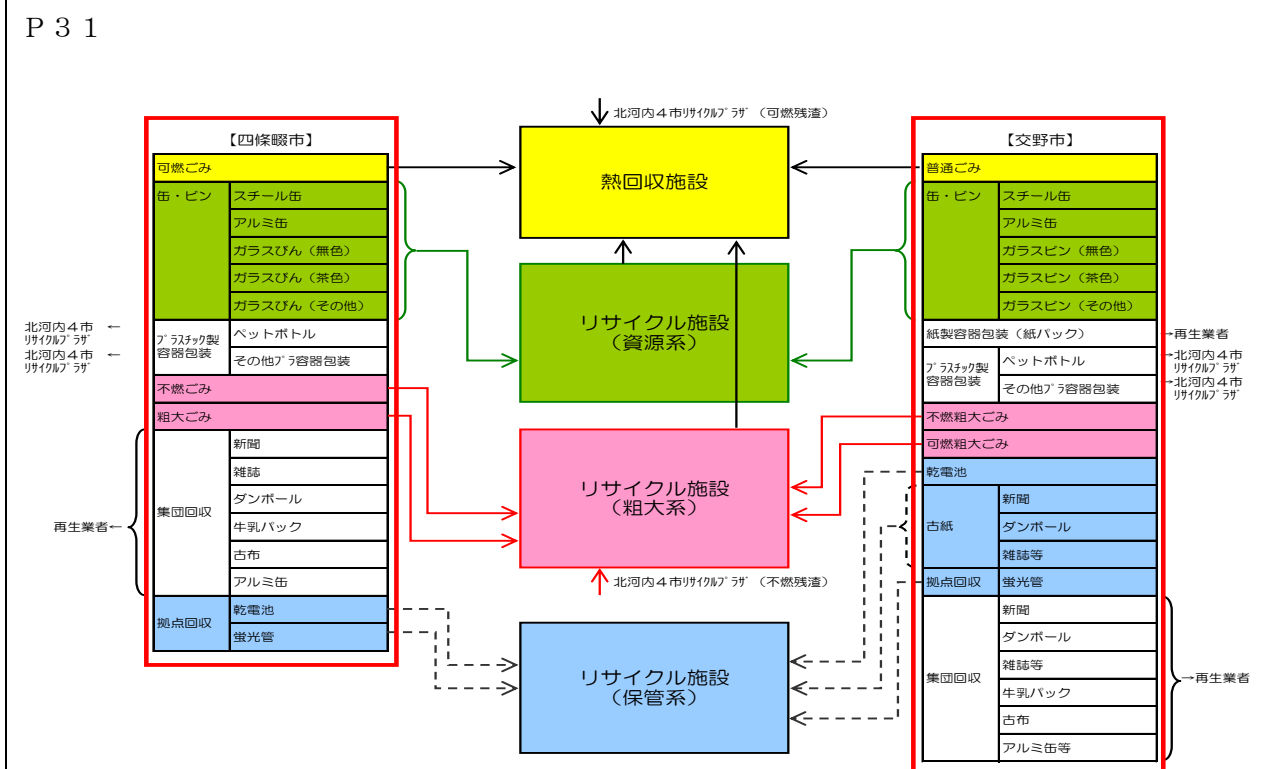 P31
北河内4市リサイクルプラザ(可燃残渣)
【四條畷市】
可燃ごみ
缶・ビン
スチール缶
アルミ缶
ガラスびん(無色)
ガラスびん(茶色)
ガラスびん(その他)
プラスチック製
容器包装
ペットボトル
その他プラ容器包装
北河内4市 ←
リサイクルプラザ
北河内4市 ←
リサイクルプラザ
不燃ごみ
粗大ごみ
集団回収
新聞
雑誌
ダンボール
牛乳パック
古布
アルミ缶
再生業者←
拠点回収
乾電池
蛍光管
熱回収施設
リサイクル施設
(資源系)
リサイクル施設
(粗大系)
北河内4市リサイクルプラザ(不燃残渣)
リサイクル施設
(保管系)
【交野市】
普通ごみ
缶・ビン
スチール缶
アルミ缶
ガラスビン(無色)
ガラスビン(茶色)
ガラスビン(その他)
紙製容器包装(紙パック)
→再生業者
プラスチック製
容器包装
ペットボトル
その他プラ容器包装
→北河内4市
リサイクルプラザ
→北河内4市
リサイクルプラザ
不燃粗大ごみ
可燃粗大ごみ
乾電池
古紙
新聞
ダンボール
雑誌等
拠点回収
蛍光管
集団回収
新聞
ダンボール
雑誌等
牛乳パック
古布
アルミ缶等
→再生業者